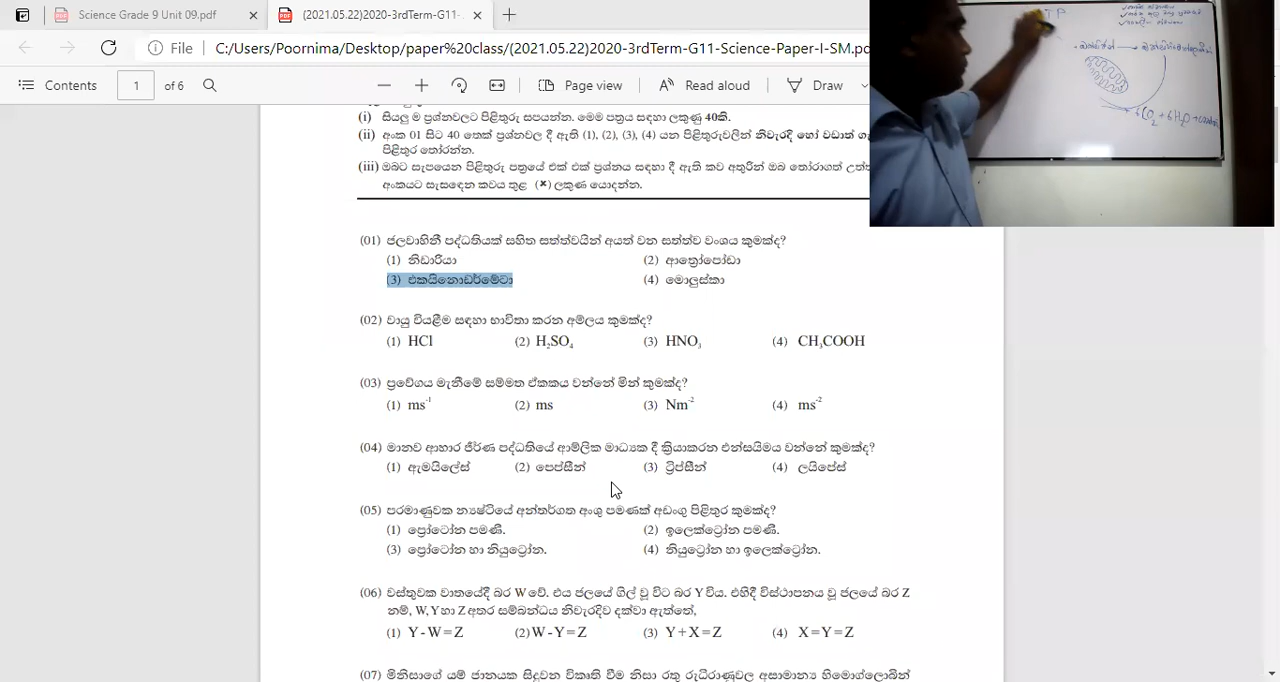 Science Grade 9 Unit 09.pdf
(2021.05.22)2020-3rdTerm-G11-
File
C:/Users/Poornima/Desktop/paper%20class/(2021.05.22)2020-3rdTerm-G11-Science-Paper-I-SM.pd
Contents
1 of 6
Page view
Read aloud
Draw
(i) සියලු ම ප්‍රශ්නවලට පිළිතුරු සපයන්න. මෙම පත්‍රය සඳහා ලකුණු 40කි.
(ii) අංක 01 සිට 40 තෙක් ප්‍රශ්නවල දී ඇති (1), (2), (3), (4) යන පිළිතුරුවලින් නිවැරදි හෝ වඩාත් ගැ
පිළිතුර තෝරන්න.
(iii) ඔබට සැපයෙන පිළිතුරු පත්‍රයේ එක් එක් ප්‍රශ්නය සඳහා දී ඇති කව අතුරින් ඔබ තෝරාගත් උත්ත
අංකයට සැසඳෙන කවය තුළ (×) ලකුණ යොදන්න.
(01) ජලවාහිනී පද්ධතියක් සහිත සත්ත්වයින් අයත් වන සත්ත්ව වංශය කුමක්ද?
(1) නිඩාරියා (2) ආත්‍රෝපෝඩා
(3) එකයිනොඩර්මේටා (4) මොලුස්කා
(02) වායු වියළීම සඳහා භාවිතා කරන අම්ලය කුමක්ද?
(1) HCl (2) H₂SO₄ (3) HNO₃ (4) CH₃COOH
(03) ප්‍රවේගය මැනීමේ සම්මත ඒකකය වන්නේ මින් කුමක්ද?
(1) ms⁻¹ (2) ms (3) Nm⁻² (4) ms⁻²
(04) මානව ආහාර ජීර්ණ පද්ධතියේ ආම්ලික මාධ්‍යක දී ක්‍රියාකරන එන්සයිමය වන්නේ කුමක්ද?
(1) ඇමයිලේස් (2) පෙප්සීන් (3) ට්‍රිප්සීන් (4) ලයිපේස්
(05) පරමාණුවක න්‍යෂ්ටියේ අන්තර්ගත අංශු පමණක් අඩංගු පිළිතුර කුමක්ද?
(1) ප්‍රෝටෝන පමණි. (2) ඉලෙක්ට්‍රෝන පමණි.
(3) ප්‍රෝටෝන හා නියුට්‍රෝන. (4) නියුට්‍රෝන හා ඉලෙක්ට්‍රෝන.
(06) වස්තුවක වාතයේදී බර W වේ. එය ජලයේ ගිල් වූ විට බර Y විය. එහිදී විස්ථාපනය වූ ජලයේ බර Z
නම්, W, Y හා Z අතර සම්බන්ධය නිවැරදිව දක්වා ඇත්තේ,
(1) Y - W = Z (2) W - Y = Z (3) Y + X = Z (4) X = Y = Z
(07) මිනිසාගේ යම් ජානයක සිදුවන විකෘති වීම නිසා රතු රුධිරාණුවල අසාමාන්‍ය හිමොග්ලොබින්